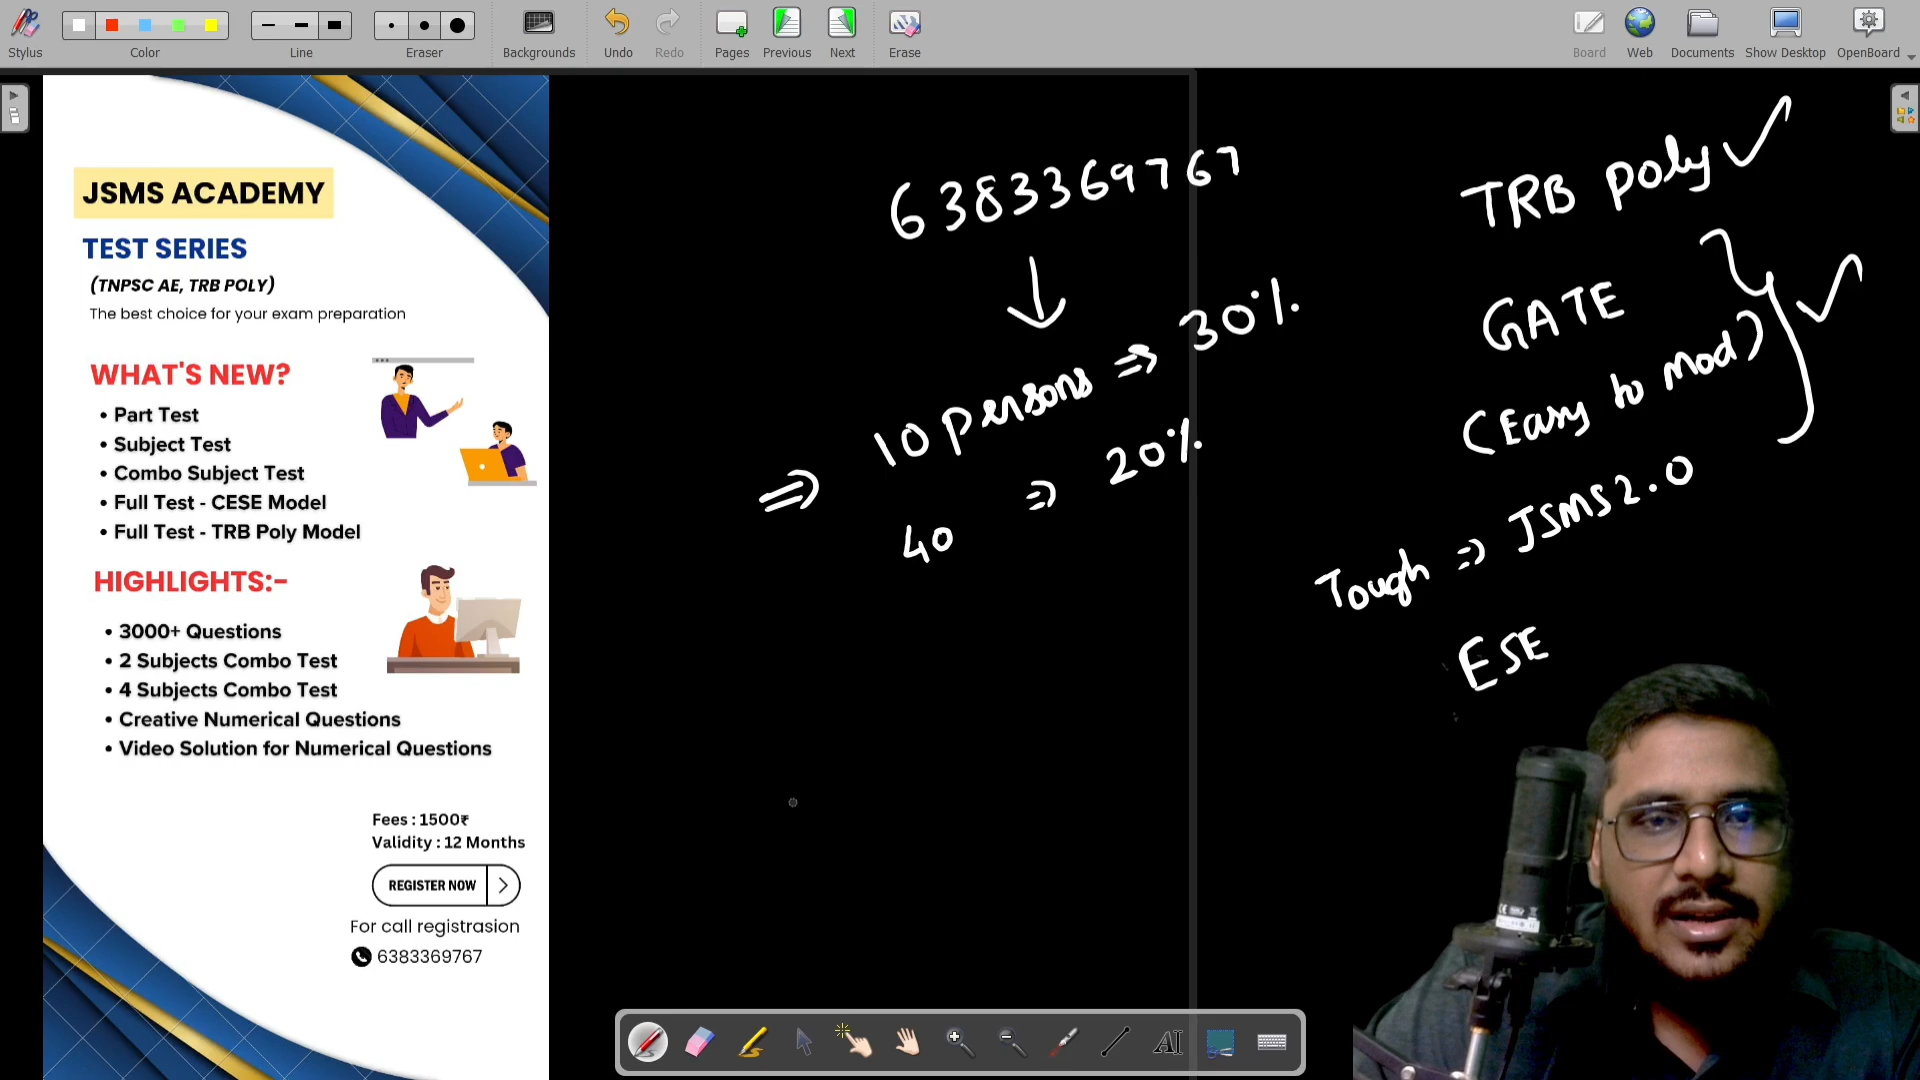 Stylus
Color
Line
Eraser
Backgrounds
Undo
Redo
Pages
Previous
Next
Erase
Board
Web
Documents
Show Desktop
OpenBoard
JSMS ACADEMY
TEST SERIES
(TNPSC AE, TRB POLY)
The best choice for your exam preparation
WHAT'S NEW?
• Part Test
• Subject Test
• Combo Subject Test
• Full Test - CESE Model
• Full Test - TRB Poly Model
HIGHLIGHTS:-
• 3000+ Questions
• 2 Subjects Combo Test
• 4 Subjects Combo Test
• Creative Numerical Questions
• Video Solution for Numerical Questions
Fees : 1500₹
Validity : 12 Months
REGISTER NOW
For call registrasion
6383369767
6383369767
10 persons ⇒ 30%.
⇒
40 ⇒ 20%.
TRB poly ✓
GATE
(Easy to mod) ✓
Tough ⇒ JSMS 2.0
ESE
AI